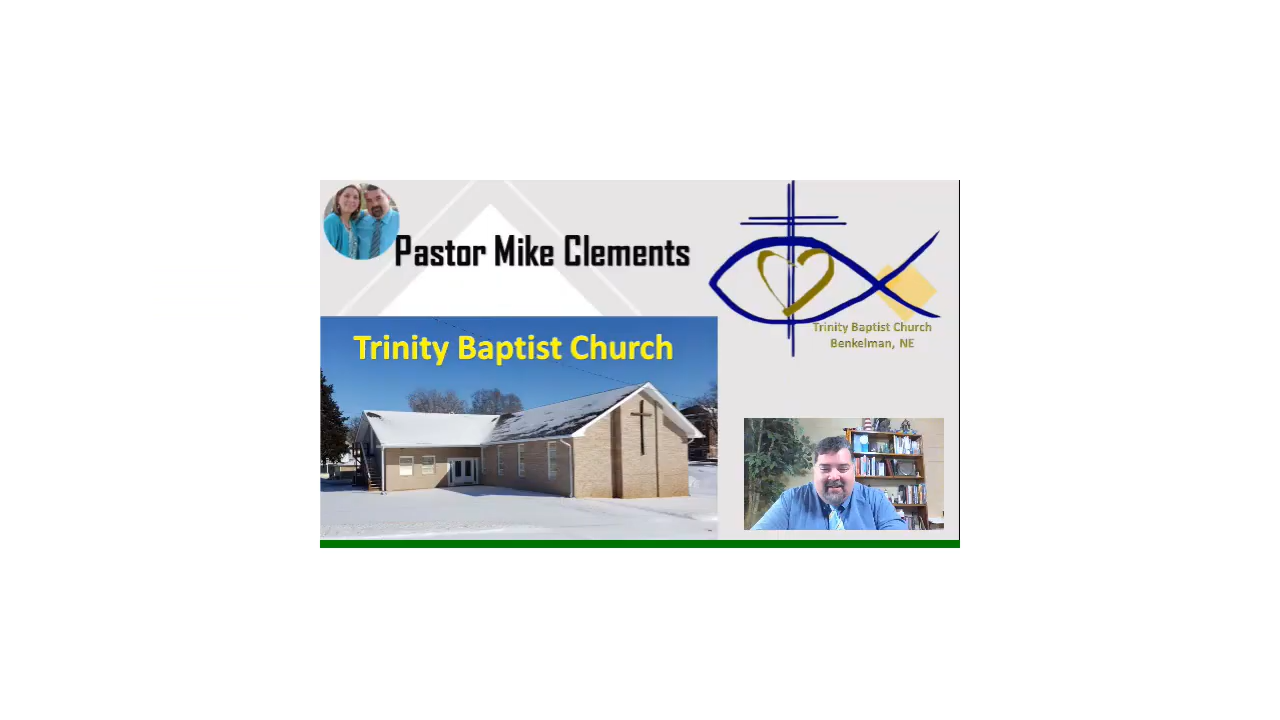 Pastor Mike Clements
Trinity Baptist Church
Trinity Baptist Church
Benkelman, NE